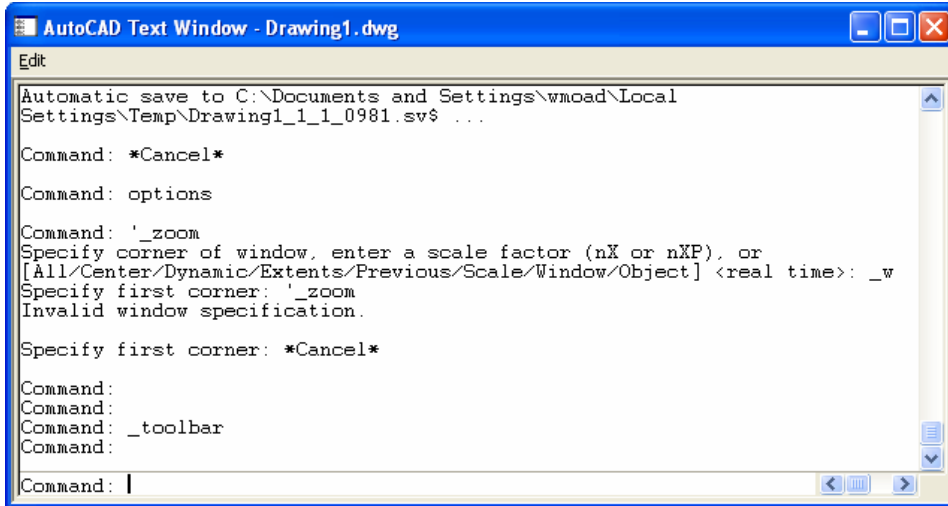 AutoCAD Text Window - Drawing1.dwg
Edit
Automatic save to C:\Documents and Settings\wmoad\Local
Settings\Temp\Drawing1_1_1_0981.sv$ ...
Command: *Cancel*
Command: options
Command: '_zoom
Specify corner of window, enter a scale factor (nX or nXP), or
[All/Center/Dynamic/Extents/Previous/Scale/Window/Object] <real time>: _w
Specify first corner: '_zoom
Invalid window specification.
Specify first corner: *Cancel*
Command:
Command:
Command: _toolbar
Command:
Command: